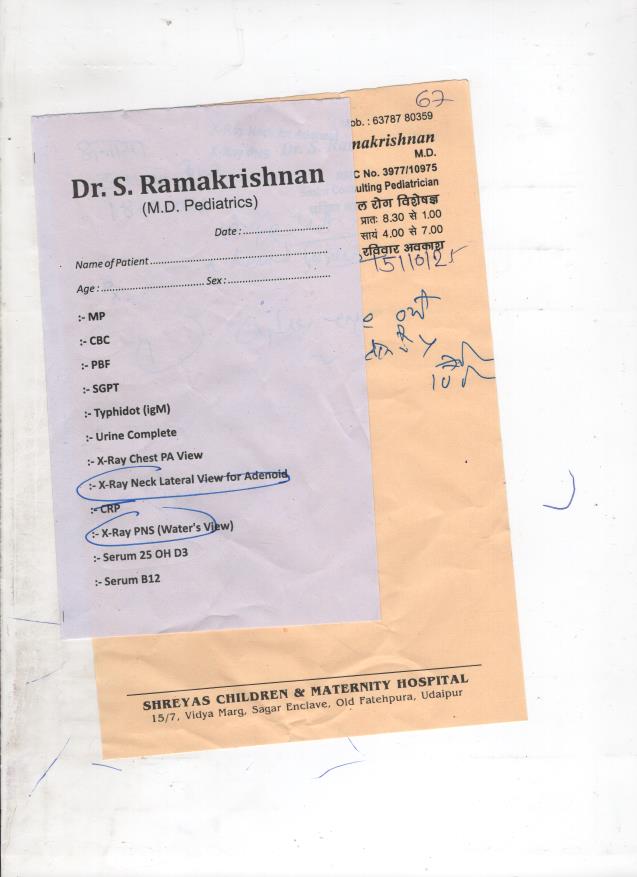 67
ob. : 63787 80359
makrishnan
M.D.
C No. 3977/10975
ulting Pediatrician
ल रोग विशेषज्ञ
प्रातः 8.30 से 1.00
सायं 4.00 से 7.00
रविवार अवकाश
Dr. S. Ramakrishnan
(M.D. Pediatrics)
Date : ..............................
Name of Patient ..............................
Age : .............................. Sex : ..............................
:- MP
:- CBC
:- PBF
:- SGPT
:- Typhidot (igM)
:- Urine Complete
:- X-Ray Chest PA View
:- X-Ray Neck Lateral View for Adenoid
:- CRP
:- X-Ray PNS (Water's View)
:- Serum 25 OH D3
:- Serum B12
SHREYAS CHILDREN & MATERNITY HOSPITAL
15/7, Vidya Marg, Sagar Enclave, Old Fatehpura, Udaipur